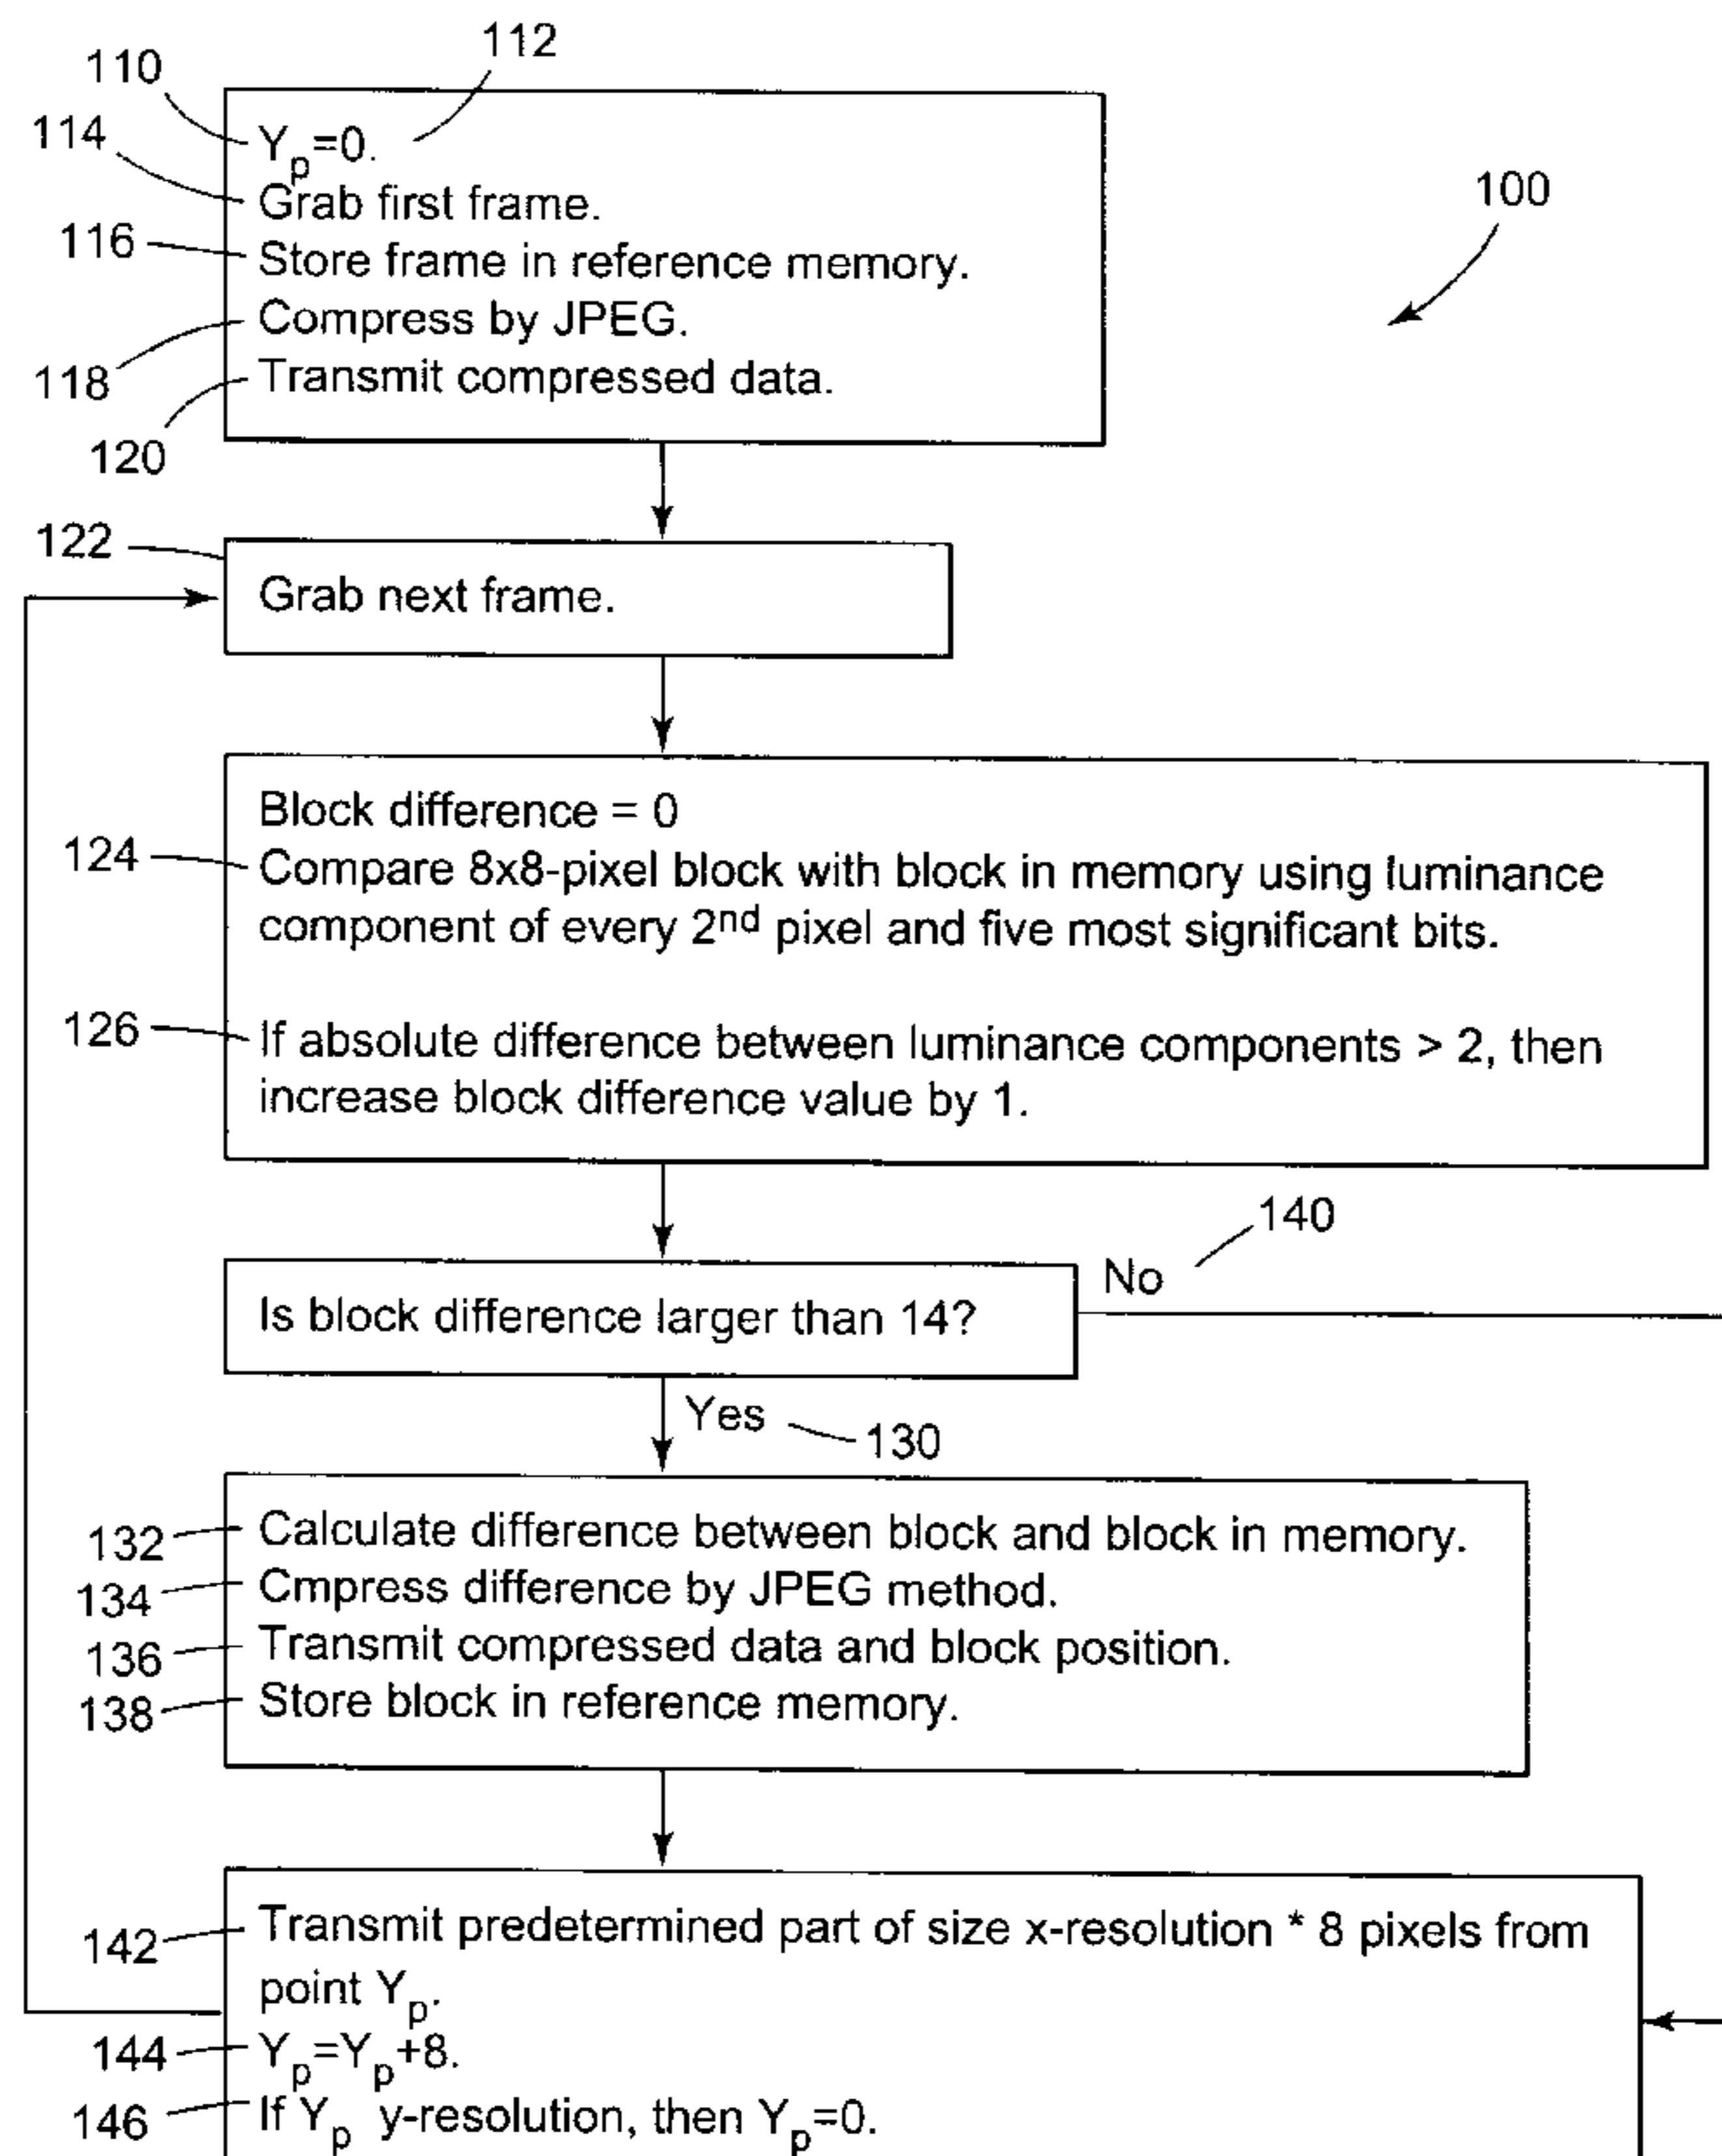 110
112
114
Y_p=0.
Grab first frame.
116
Store frame in reference memory.
Compress by JPEG.
118
Transmit compressed data.
120
100
122
Grab next frame.
Block difference = 0
124
Compare 8x8-pixel block with block in memory using luminance
component of every 2nd pixel and five most significant bits.
126
If absolute difference between luminance components > 2, then
increase block difference value by 1.
140
No
Is block difference larger than 14?
Yes
130
132
Calculate difference between block and block in memory.
134
Cmpress difference by JPEG method.
136
Transmit compressed data and block position.
138
Store block in reference memory.
142
Transmit predetermined part of size x-resolution * 8 pixels from
point Y_p.
144
Y_p=Y_p+8.
146
If Y_p y-resolution, then Y_p=0.